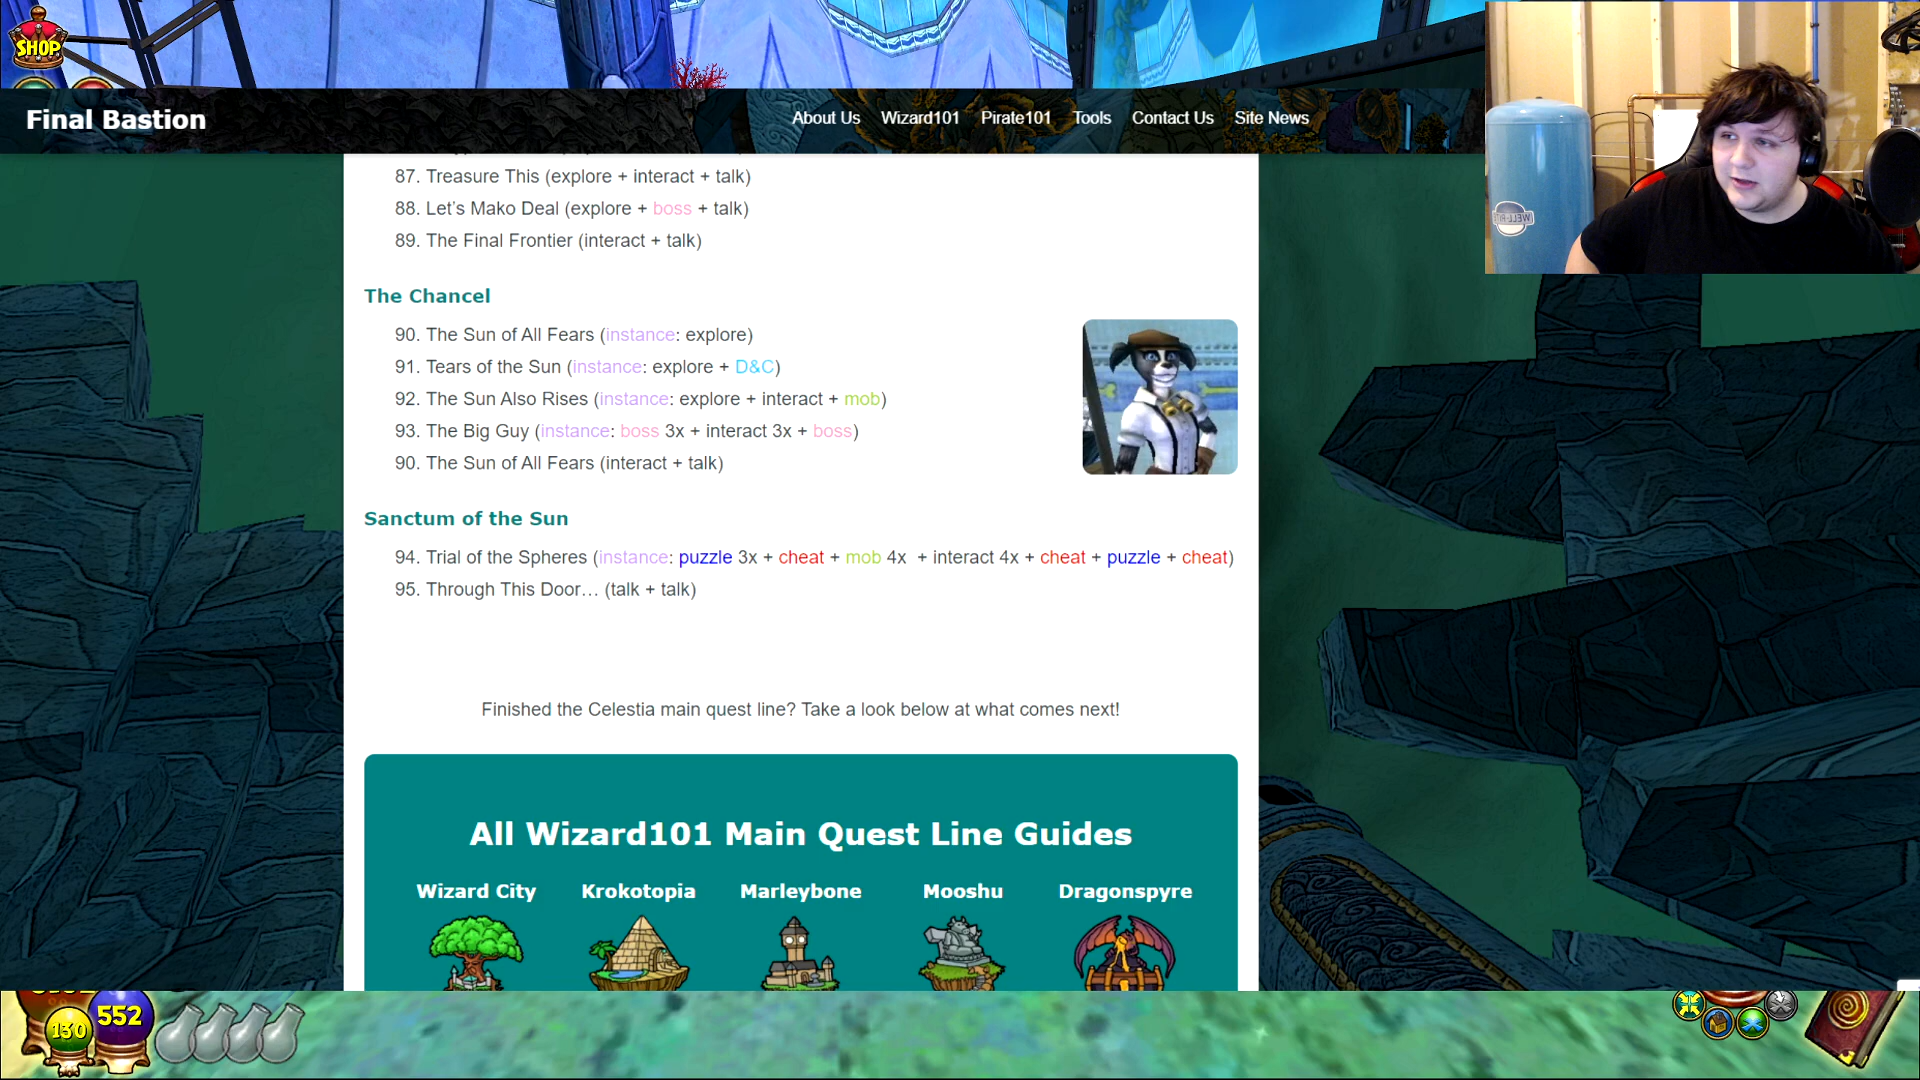 SHOP
Final Bastion
About Us Wizard101 Pirate101 Tools Contact Us Site News
87. Treasure This (explore + interact + talk)
88. Let's Mako Deal (explore + boss + talk)
89. The Final Frontier (interact + talk)
The Chancel
90. The Sun of All Fears (instance: explore)
91. Tears of the Sun (instance: explore + D&C)
92. The Sun Also Rises (instance: explore + interact + mob)
93. The Big Guy (instance: boss 3x + interact 3x + boss)
90. The Sun of All Fears (interact + talk)
Sanctum of the Sun
94. Trial of the Spheres (instance: puzzle 3x + cheat + mob 4x + interact 4x + cheat + puzzle + cheat)
95. Through This Door… (talk + talk)
Finished the Celestia main quest line? Take a look below at what comes next!
All Wizard101 Main Quest Line Guides
Wizard City Krokotopia Marleybone Mooshu Dragonspyre
130 552